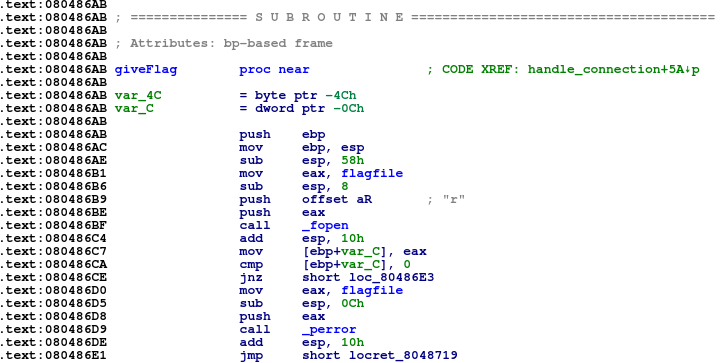 .text:080486AB
.text:080486AB ; =============== S U B R O U T I N E =======================================
.text:080486AB
.text:080486AB ; Attributes: bp-based frame
.text:080486AB
.text:080486AB giveFlag        proc near               ; CODE XREF: handle_connection+5A↓p
.text:080486AB
.text:080486AB var_4C          = byte ptr -4Ch
.text:080486AB var_C           = dword ptr -0Ch
.text:080486AB
.text:080486AB                 push    ebp
.text:080486AC                 mov     ebp, esp
.text:080486AE                 sub     esp, 58h
.text:080486B1                 mov     eax, flagfile
.text:080486B6                 sub     esp, 8
.text:080486B9                 push    offset aR       ; "r"
.text:080486BE                 push    eax
.text:080486BF                 call    _fopen
.text:080486C4                 add     esp, 10h
.text:080486C7                 mov     [ebp+var_C], eax
.text:080486CA                 cmp     [ebp+var_C], 0
.text:080486CE                 jnz     short loc_80486E3
.text:080486D0                 mov     eax, flagfile
.text:080486D5                 sub     esp, 0Ch
.text:080486D8                 push    eax
.text:080486D9                 call    _perror
.text:080486DE                 add     esp, 10h
.text:080486E1                 jmp     short locret_8048719